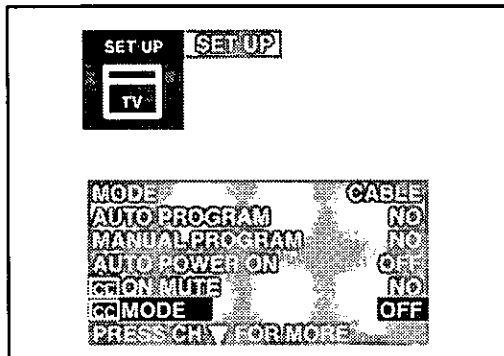 SET UP SET UP
TV
MODE CABLE
AUTO PROGRAM NO
MANUAL PROGRAM NO
AUTO POWER ON OFF
CC ON MUTE NO
CC MODE OFF
PRESS CH ▼ FOR MORE